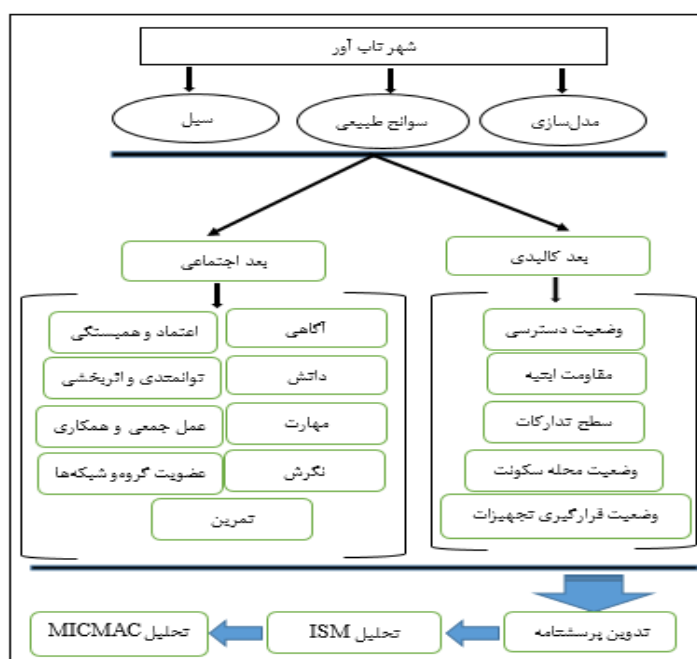 شهر تاب آور
مدل‌سازی
سوانح طبیعی
سیل
بعد کالبدی
بعد اجتماعی
وضعیت دسترسی
مقاومت ابنیه
سطح تدارکات
وضعیت محله سکونت
وضعیت قرارگیری تجهیزات
آگاهی
اعتماد و همبستگی
دانش
توانمندی و اثربخشی
مهارت
عمل جمعی و همکاری
نگرش
عضویت گروه‌و شبکه‌ها
تمرین
تدوین پرسشنامه
تحلیل ISM
تحلیل MICMAC